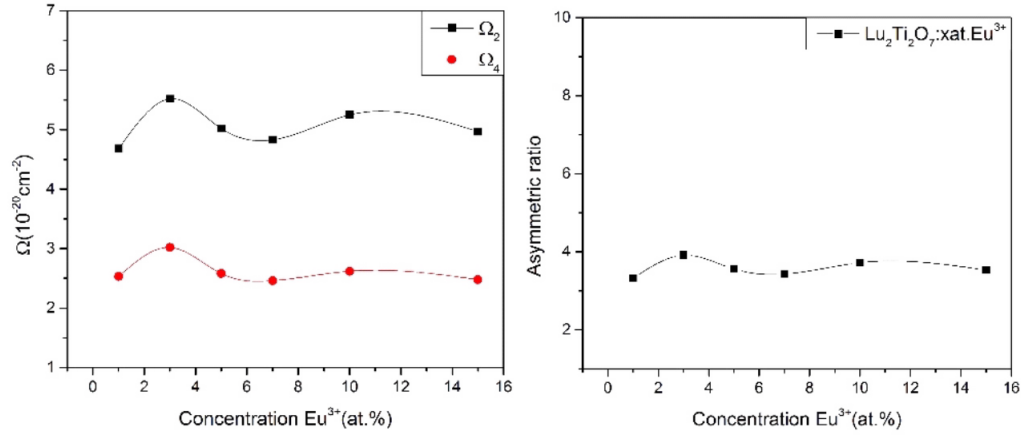 Ω₂
Ω₄
Ω(10⁻²⁰cm⁻²)
7
6
5
4
3
2
1
0 2 4 6 8 10 12 14 16
Concentration Eu³⁺(at.%)
Lu₂Ti₂O₇:xat.Eu³⁺
Asymmetric ratio
10
8
6
4
2
0 2 4 6 8 10 12 14 16
Concentration Eu³⁺(at.%)